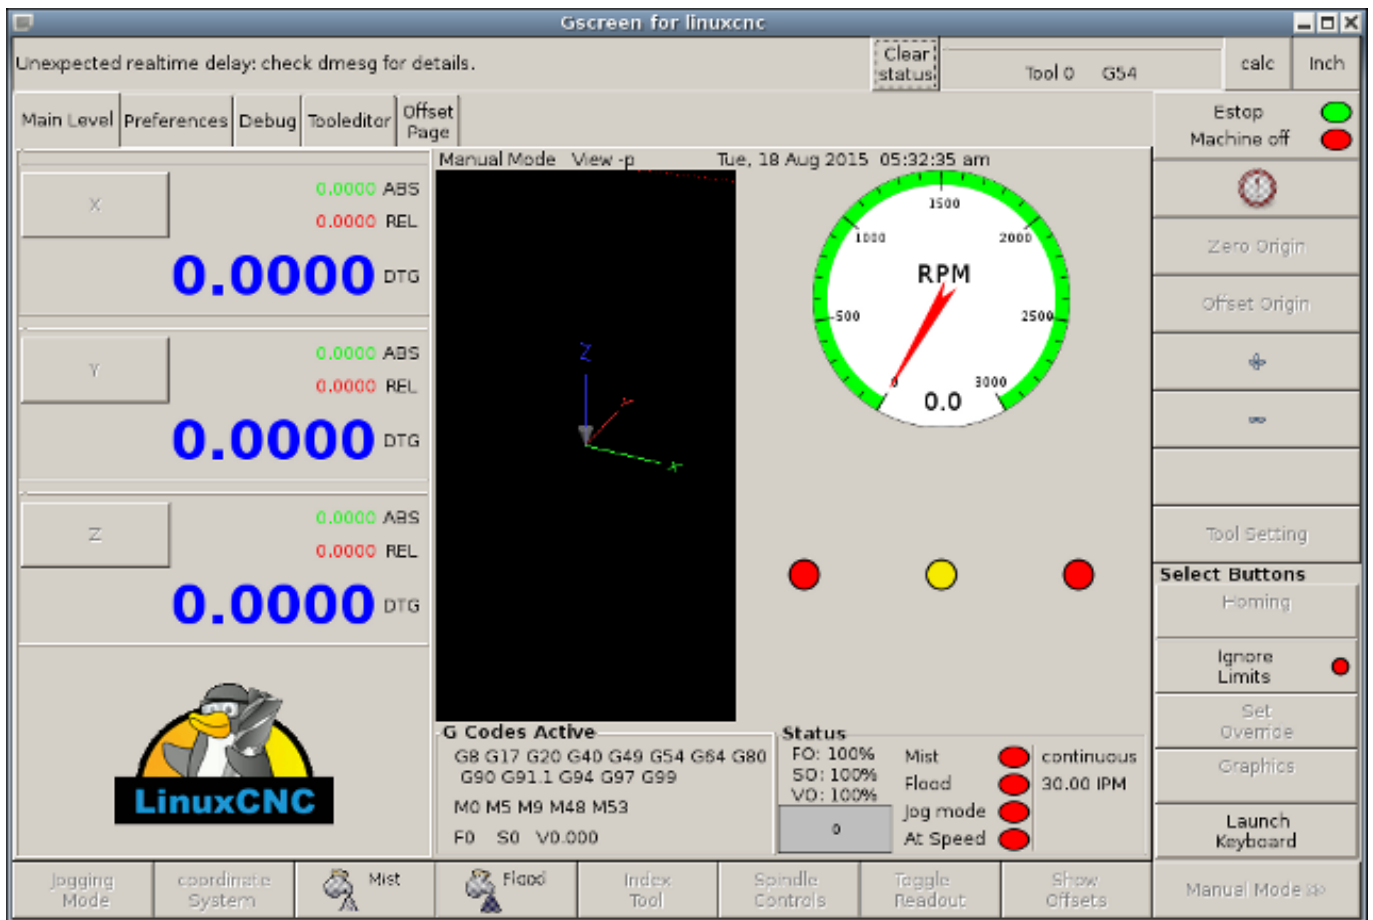 Gscreen for linuxcnc
Unexpected realtime delay: check dmesg for details.
Clear
status
Tool 0 G54
calc
Inch
Main Level
Preferences
Debug
Tooleditor
Offset
Page
Estop
Machine off
Manual Mode View -p Tue, 18 Aug 2015 05:32:35 am
X
0.0000 ABS
0.0000 REL
0.0000 DTG
Y
0.0000 ABS
0.0000 REL
0.0000 DTG
Z
0.0000 ABS
0.0000 REL
0.0000 DTG
LinuxCNC
Z
Y
X
1500
1000
2000
RPM
500
2500
0
3000
0.0
Zero Origin
Offset Origin
Tool Setting
Select Buttons
Homing
Ignore
Limits
Set
Override
Graphics
Launch
Keyboard
G Codes Active
G8 G17 G20 G40 G49 G54 G64 G80
G90 G91.1 G94 G97 G99
M0 M5 M9 M48 M53
F0 S0 V0.000
Status
FO: 100%
SO: 100%
VO: 100%
0
Mist
Flood
Jog mode
At Speed
continuous
30.00 IPM
Jogging
Mode
coordinate
System
Mist
Flood
Index
Tool
Spindle
Controls
Toggle
Readout
Show
Offsets
Manual Mode